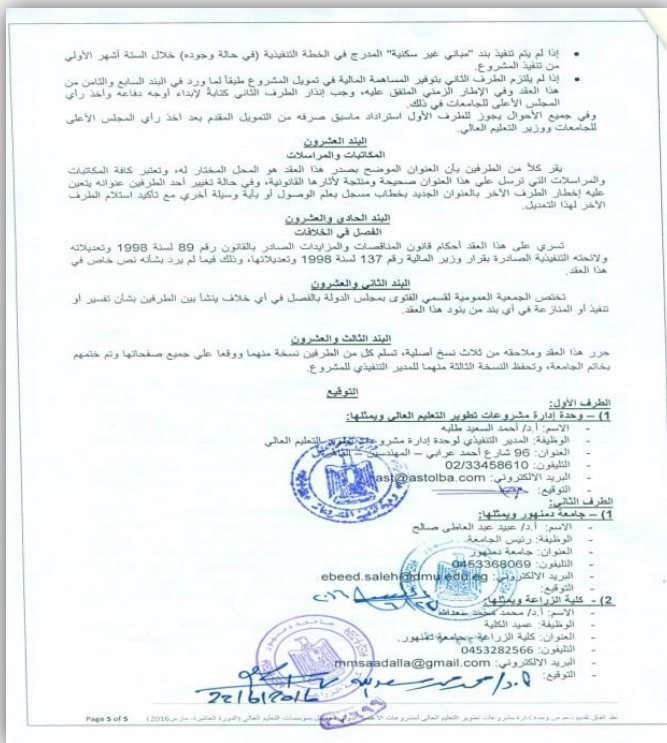 • إذا لم يتم تنفيذ بند "مباني غير سكنية" المدرج في الخطة التنفيذية (في حالة وجوده) خلال الستة أشهر الأولي
من تنفيذ المشروع.
• إذا لم يلتزم الطرف الثاني بتوفير المساهمة المالية في تمويل المشروع طبقاً لما ورد في البند السابع والثامن من
هذا العقد وفي الإطار الزمني المتفق عليه، وجب إنذار الطرف الثاني كتابةً لإبداء أوجه دفاعه وأخذ رأي
المجلس الأعلى للجامعات في ذلك.
وفي جميع الأحوال يجوز للطرف الأول استرداد ماسبق صرفه من التمويل المقدم بعد أخذ رأي المجلس الأعلى
للجامعات ووزير التعليم العالي.
البند العشرون
المكاتبات والمراسلات
يقر كلاً من الطرفين بأن العنوان الموضح بصدر هذا العقد هو المحل المختار له، وتعتبر كافة المكاتبات
والمراسلات التي ترسل علي هذا العنوان صحيحة ومنتجة لأثارها القانونية، وفي حالة تغيير أحد الطرفين عنوانه يتعين
عليه إخطار الطرف الآخر بالعنوان الجديد بخطاب مسجل بعلم الوصول أو بأية وسيلة أخري مع تأكيد استلام الطرف
الآخر لهذا التعديل.
البند الحادي والعشرون
الفصل في الخلافات
تسري على هذا العقد أحكام قانون المناقصات والمزايدات الصادر بالقانون رقم 89 لسنة 1998 وتعديلاته
ولائحته التنفيذية الصادرة بقرار وزير المالية رقم 137 لسنة 1998 وتعديلاتها، وذلك فيما لم يرد بشأنه نص خاص في
هذا العقد.
البند الثاني والعشرون
تختص الجمعية العمومية لقسمي الفتوى بمجلس الدولة بالفصل في أي خلاف ينشأ بين الطرفين بشأن تفسير أو
تنفيذ أو المنازعة في أي بند من بنود هذا العقد.
البند الثالث والعشرون
حرر هذا العقد وملاحقه من ثلاث نسخ أصلية، تسلم كل من الطرفين نسخة منهما ووقعا علي جميع صفحاتها وتم ختمهم
بخاتم الجامعة، وتحفظ النسخة الثالثة منهما للمدير التنفيذي للمشروع.
التوقيع
الطرف الأول:
1) – وحدة إدارة مشروعات تطوير التعليم العالي ويمثلها:
- الاسم: أ.د/ أحمد السعيد طلبه
- الوظيفة: المدير التنفيذي لوحدة إدارة مشروعات تطوير التعليم العالي
- العنوان: 96 شارع أحمد عرابي – المهندسين –
- التليفون: 02/33458610
- البريد الالكتروني: ast@astolba.com
- التوقيع:
الطرف الثاني:
1) – جامعة دمنهور ويمثلها:
- الاسم: أ.د/ عبيد عبد العاطي صالح
- الوظيفة: رئيس الجامعة.
- العنوان: جامعة دمنهور
- التليفون: 0453368069
- البريد الالكتروني: ebeed.saleh@dmu.edu.eg
- التوقيع:
2) – كلية الزراعة ويمثلها:
- الاسم: أ.د/ محمد محمد سعدالله
- الوظيفة: عميد الكلية
- العنوان: كلية الزراعة – جامعة دمنهور.
- التليفون: 0453282566
- البريد الالكتروني: mmsaadalla@gmail.com
- التوقيع:
22/6/2016
Page 5 of 5